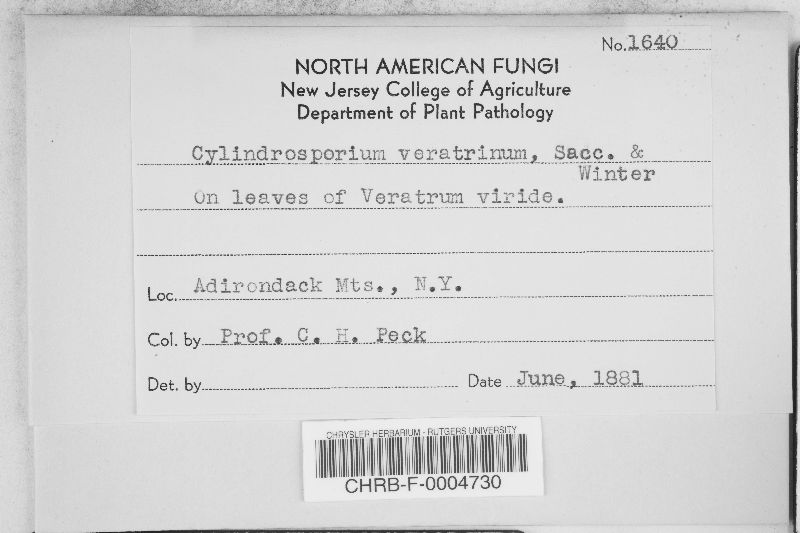 No. 1640
NORTH AMERICAN FUNGI
New Jersey College of Agriculture
Department of Plant Pathology
Cylindrosporium veratrinum, Sacc. &
Winter
On leaves of Veratrum viride.
Loc. Adirondack Mts., N.Y.
Col. by Prof. C. H. Peck
Det. by Date June, 1881
CHRYSLER HERBARIUM - RUTGERS UNIVERSITY
CHRB-F-0004730